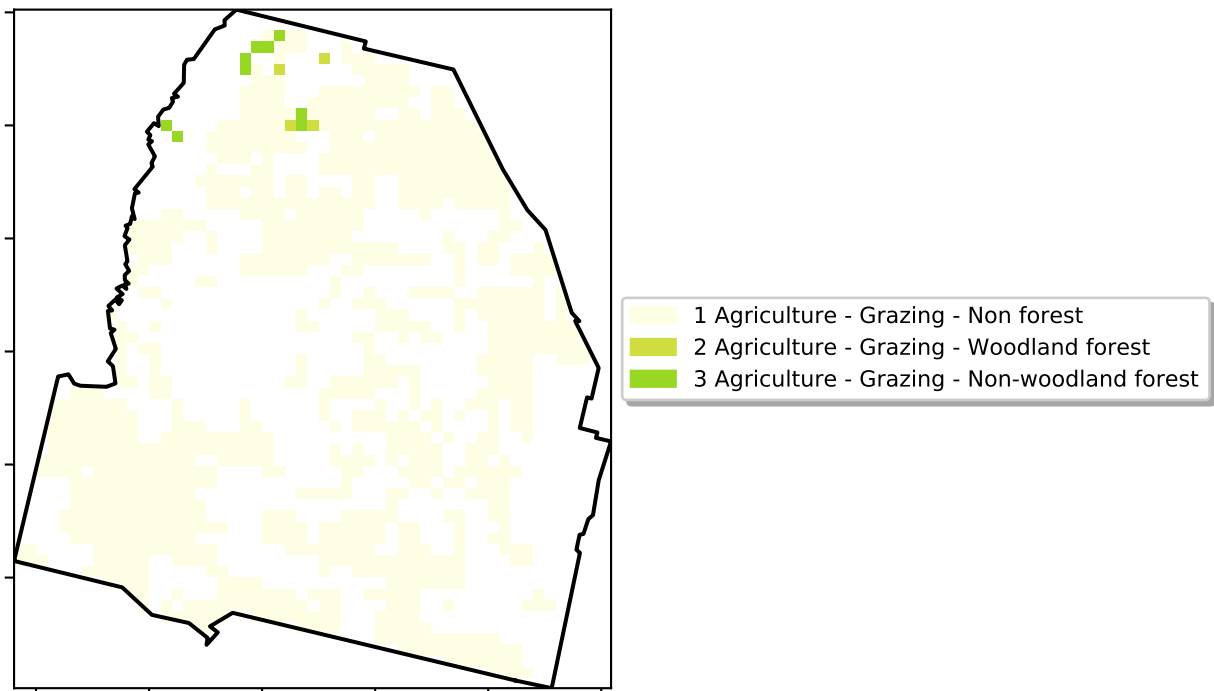 1 Agriculture - Grazing - Non forest
2 Agriculture - Grazing - Woodland forest
3 Agriculture - Grazing - Non-woodland forest